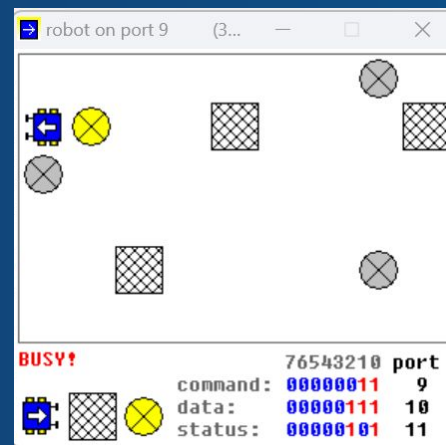 robot on port 9 (3...
BUSY!
76543210 port
command: 00000011 9
data: 00000111 10
status: 00000101 11